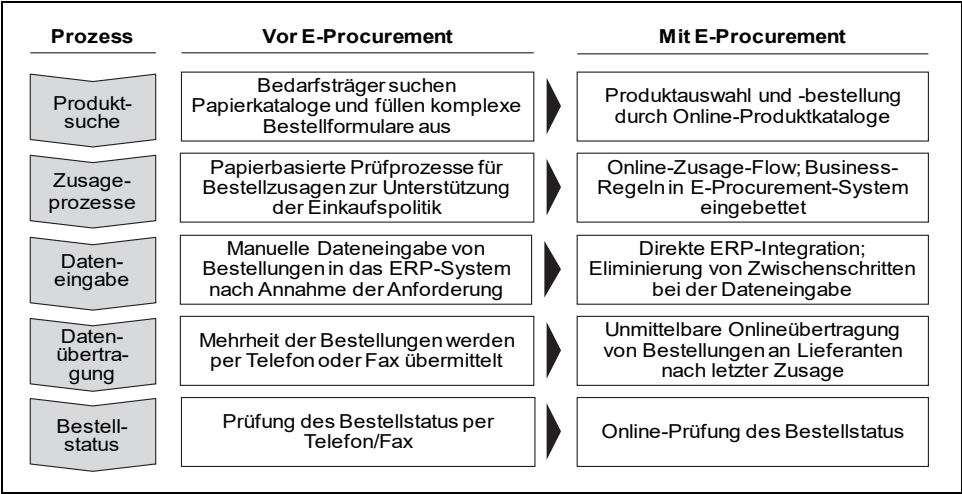 Prozess
Vor E-Procurement
Mit E-Procurement
Produkt-
suche
Bedarfsträger suchen
Papierkataloge und füllen komplexe
Bestellformulare aus
Produktauswahl und -bestellung
durch Online-Produktkataloge
Zusage-
prozesse
Papierbasierte Prüfprozesse für
Bestellzusagen zur Unterstützung
der Einkaufspolitik
Online-Zusage-Flow; Business-
Regeln in E-Procurement-System
eingebettet
Daten-
eingabe
Manuelle Dateneingabe von
Bestellungen in das ERP-System
nach Annahme der Anforderung
Direkte ERP-Integration;
Eliminierung von Zwischenschritten
bei der Dateneingabe
Daten-
übertra-
gung
Mehrheit der Bestellungen werden
per Telefon oder Fax übermittelt
Unmittelbare Onlineübertragung
von Bestellungen an Lieferanten
nach letzter Zusage
Bestell-
status
Prüfung des Bestellstatus per
Telefon/Fax
Online-Prüfung des Bestellstatus